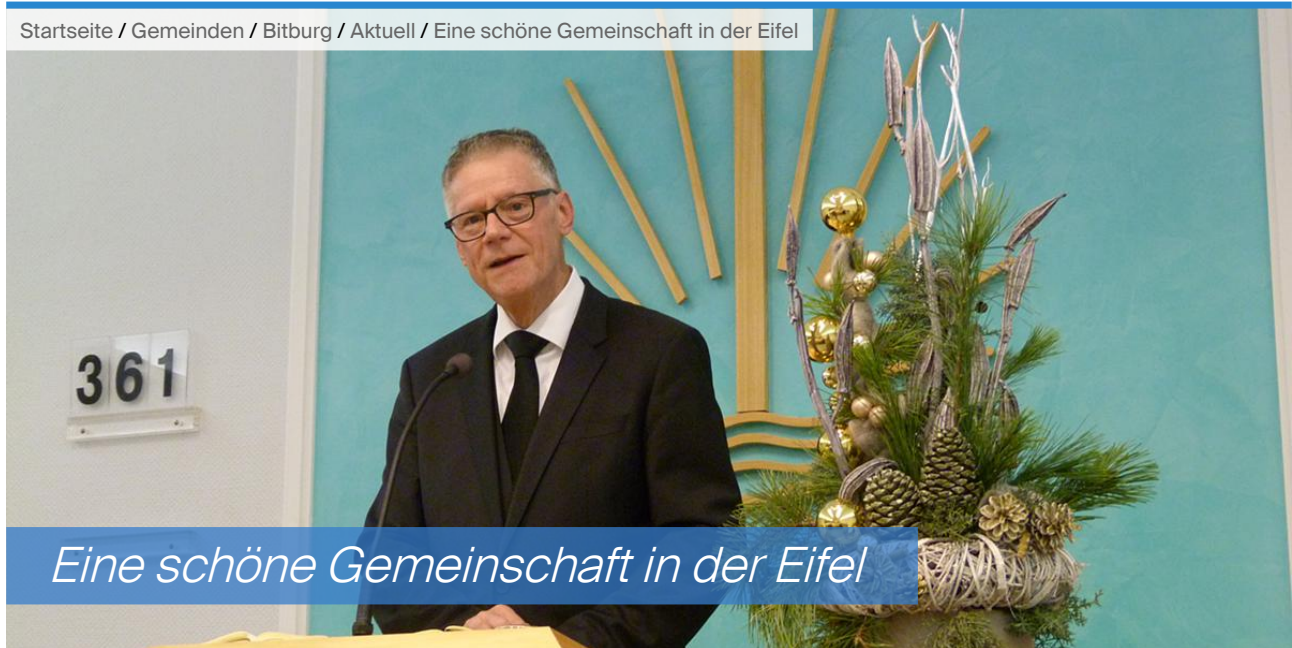 Startseite / Gemeinden / Bitburg / Aktuell / Eine schöne Gemeinschaft in der Eifel
361
Eine schöne Gemeinschaft in der Eifel